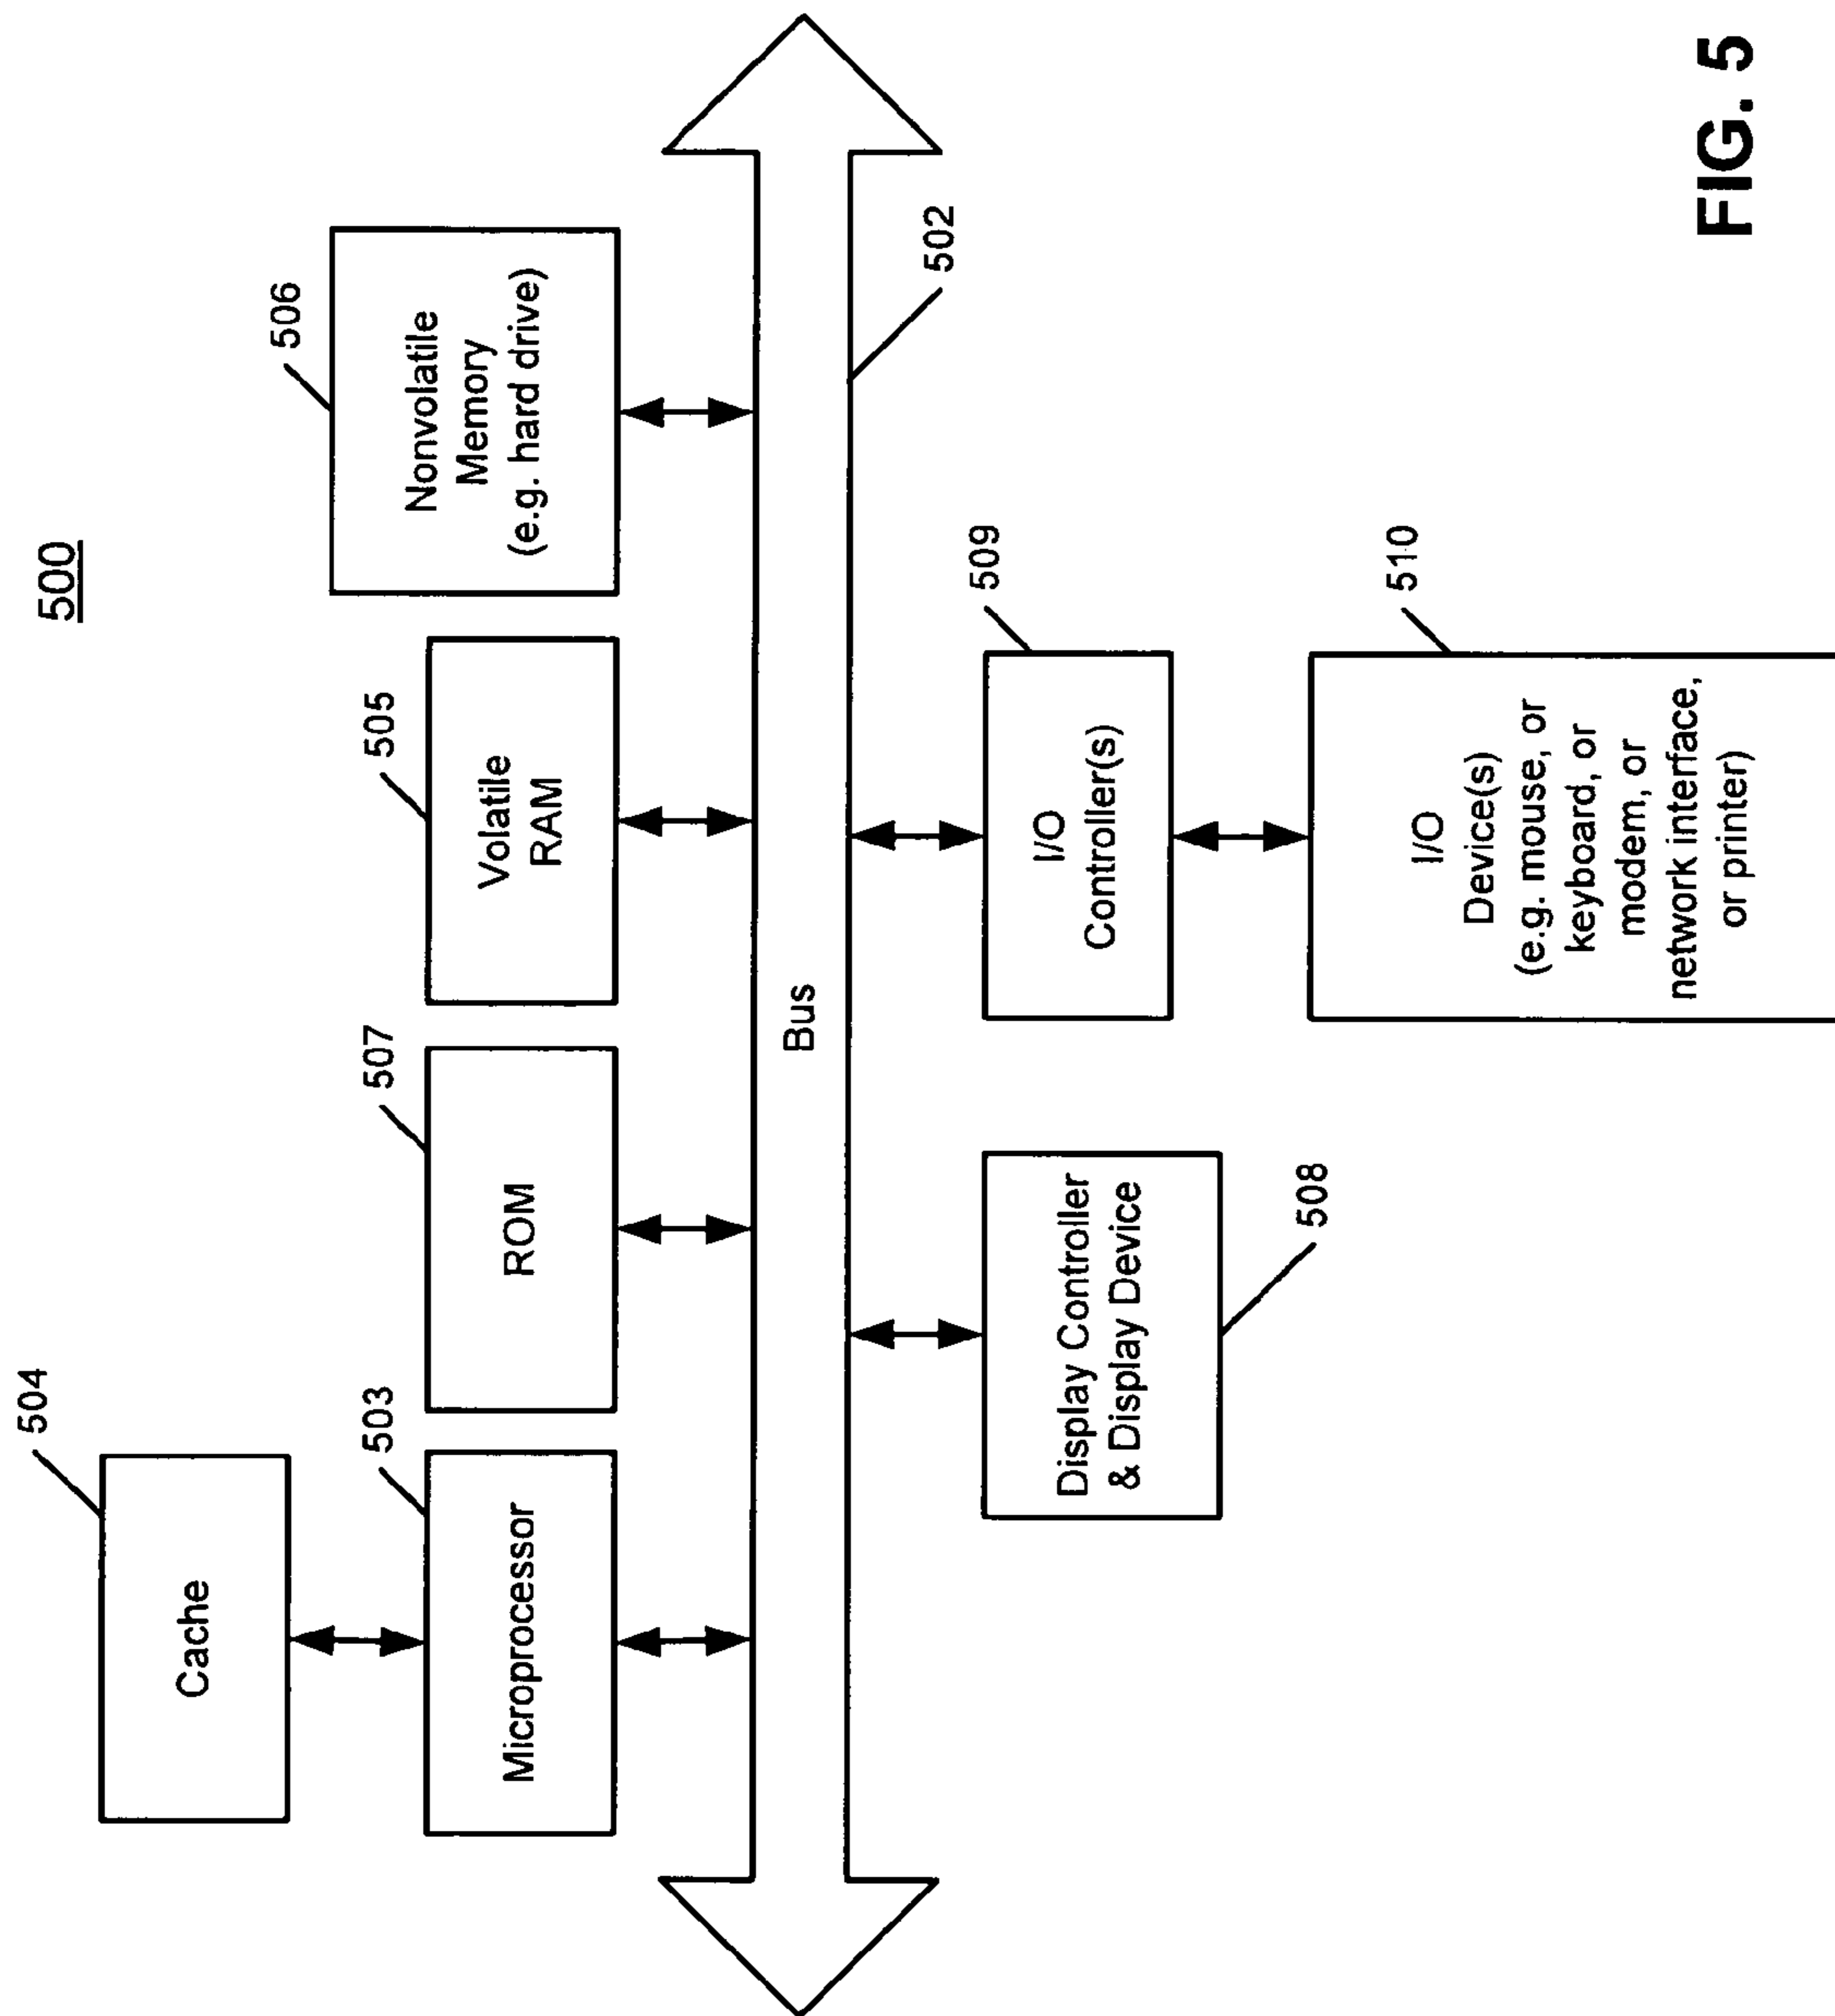 500
504
Cache
503
Microprocessor
507
ROM
505
Volatile
RAM
506
Nonvolatile
Memory
(e.g. hard drive)
Bus
502
508
Display Controller
& Display Device
509
I/O
Controller(s)
510
I/O
Device(s)
(e.g. mouse, or
keyboard, or
modem, or
network interface,
or printer)
FIG. 5